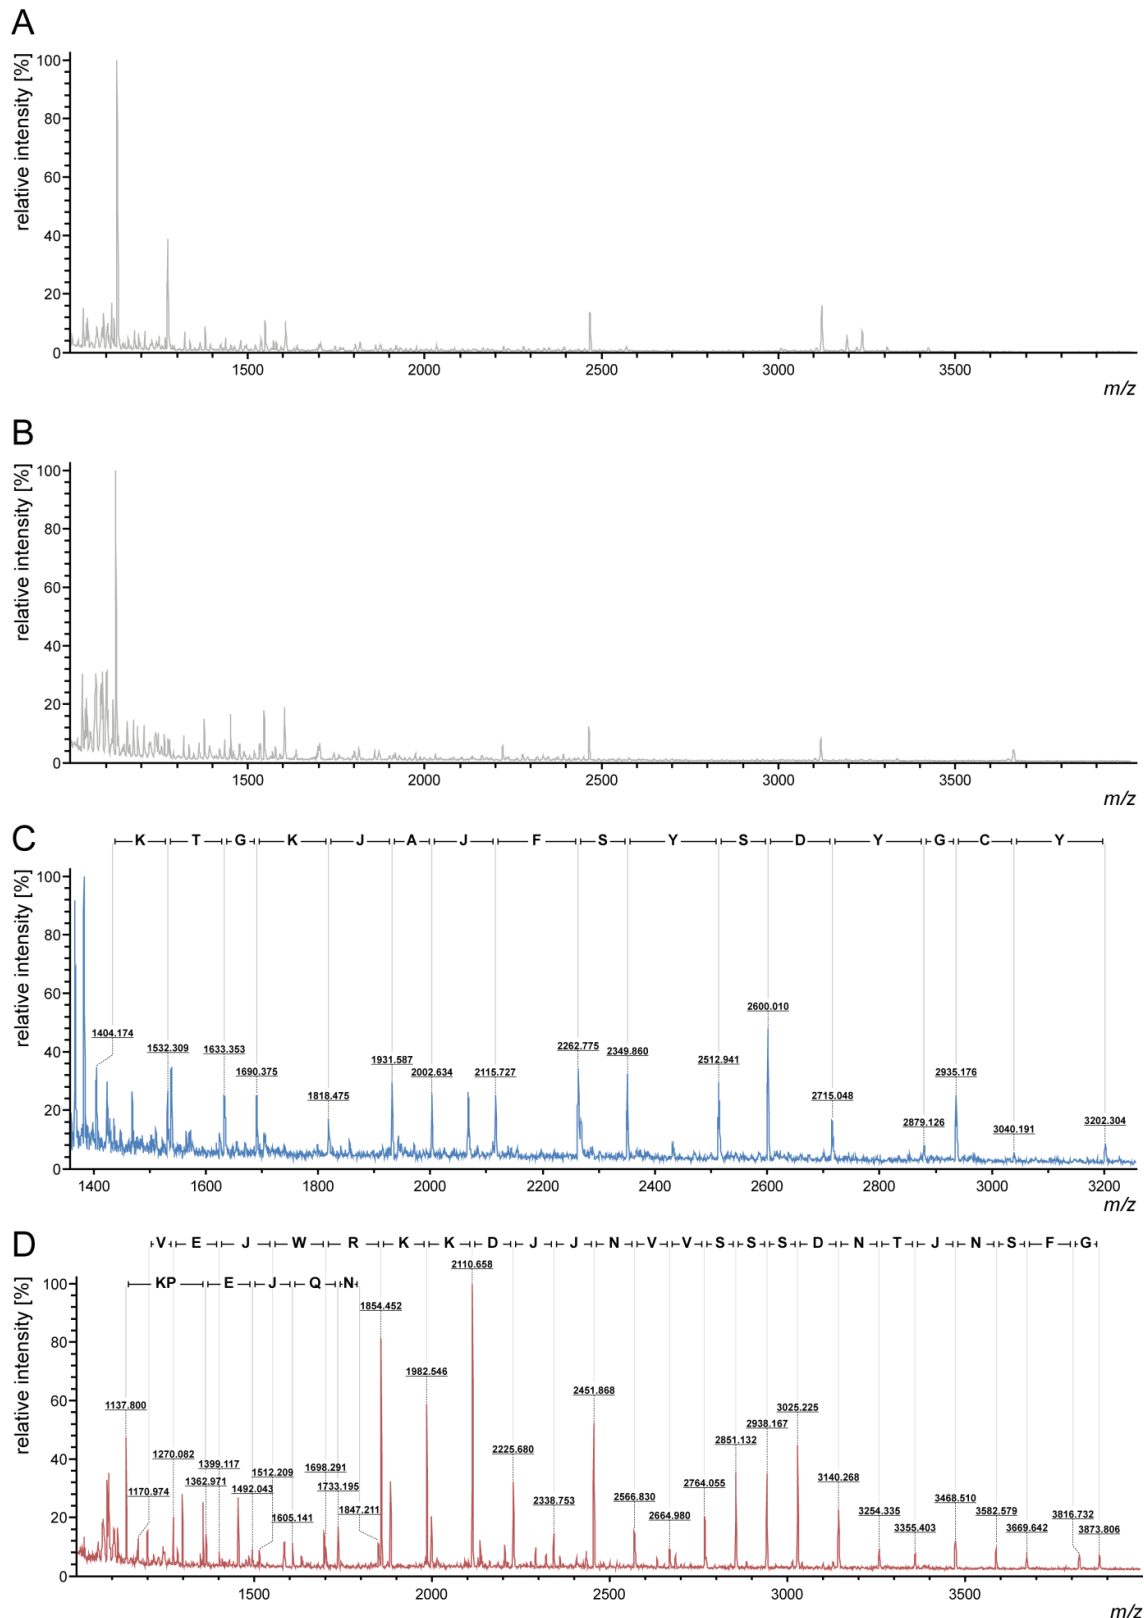 A
relative intensity [%]
100
80
60
40
20
0
1500 2000 2500 3000 3500
m/z
B
relative intensity [%]
100
80
60
40
20
0
1500 2000 2500 3000 3500
m/z
C
K T G K J A J F S Y S D Y G C Y
relative intensity [%]
100
80
60
40
20
0
1404.174 1532.309 1633.353 1690.375 1818.475 1931.587 2002.634 2115.727 2262.775 2349.860 2512.941 2600.010 2715.048 2879.126 2935.176 3040.191 3202.304
1400 1600 1800 2000 2200 2400 2600 2800 3000 3200
m/z
D
V E J W R K K D J J N V V S S S D N T J N S F G
KP E J Q N
relative intensity [%]
100
80
60
40
20
0
1137.800 1170.974 1270.082 1362.971 1399.117 1492.043 1512.209 1605.141 1698.291 1733.195 1847.211 1854.452 1982.546 2110.658 2225.680 2338.753 2451.868 2566.830 2664.980 2764.055 2851.132 2938.167 3025.225 3140.268 3254.335 3355.403 3468.510 3582.579 3669.642 3816.732 3873.806
1500 2000 2500 3000 3500
m/z